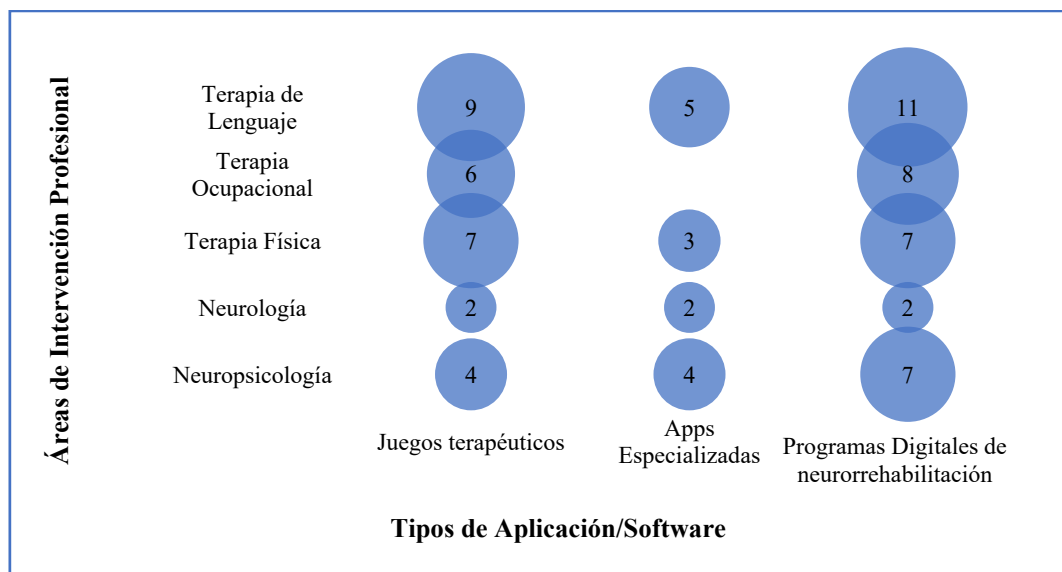 Áreas de Intervención Profesional
Terapia de
Lenguaje
9
5
11
Terapia
Ocupacional
6
8
Terapia Física
7
3
7
Neurología
2
2
2
Neuropsicología
4
4
7
Juegos terapéuticos
Apps
Especializadas
Programas Digitales de
neurorrehabilitación
Tipos de Aplicación/Software